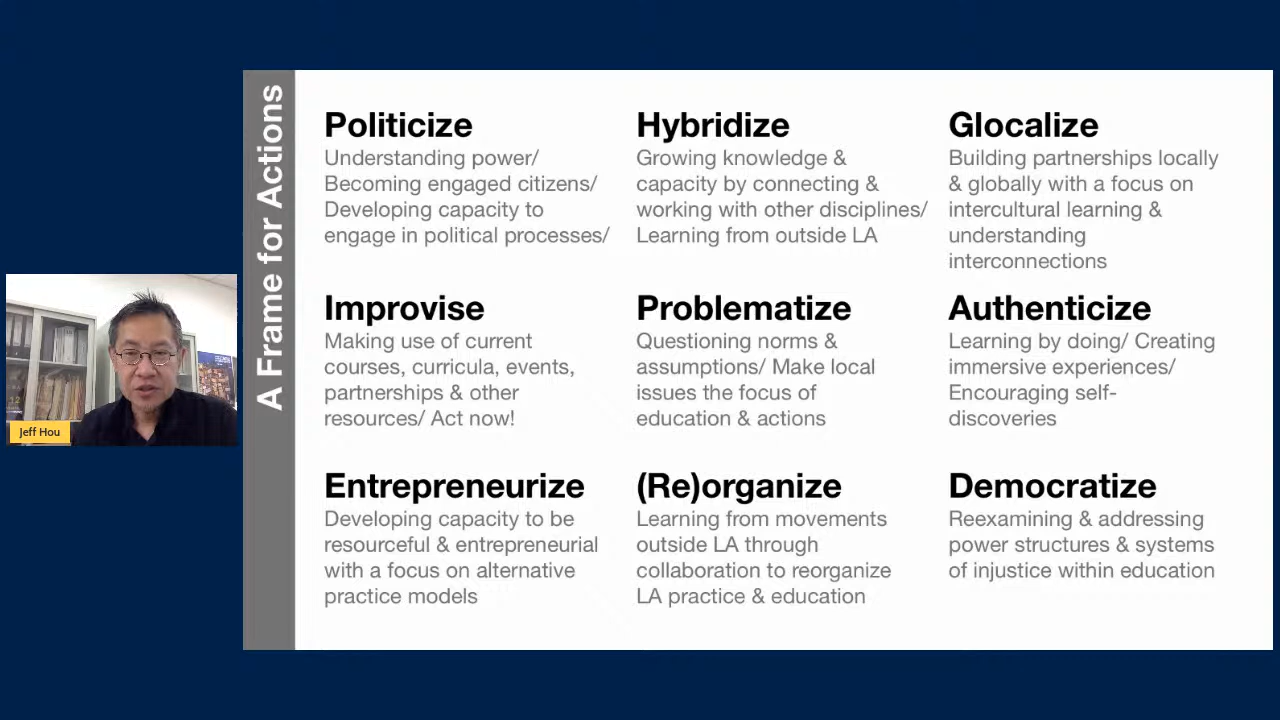 A Frame for Actions
Politicize
Understanding power/
Becoming engaged citizens/
Developing capacity to
engage in political processes/
Hybridize
Growing knowledge &
capacity by connecting &
working with other disciplines/
Learning from outside LA
Glocalize
Building partnerships locally
& globally with a focus on
intercultural learning &
understanding
interconnections
Improvise
Making use of current
courses, curricula, events,
partnerships & other
resources/ Act now!
Problematize
Questioning norms &
assumptions/ Make local
issues the focus of
education & actions
Authenticize
Learning by doing/ Creating
immersive experiences/
Encouraging self-
discoveries
Entrepreneurize
Developing capacity to be
resourceful & entrepreneurial
with a focus on alternative
practice models
(Re)organize
Learning from movements
outside LA through
collaboration to reorganize
LA practice & education
Democratize
Reexamining & addressing
power structures & systems
of injustice within education
Jeff Hou